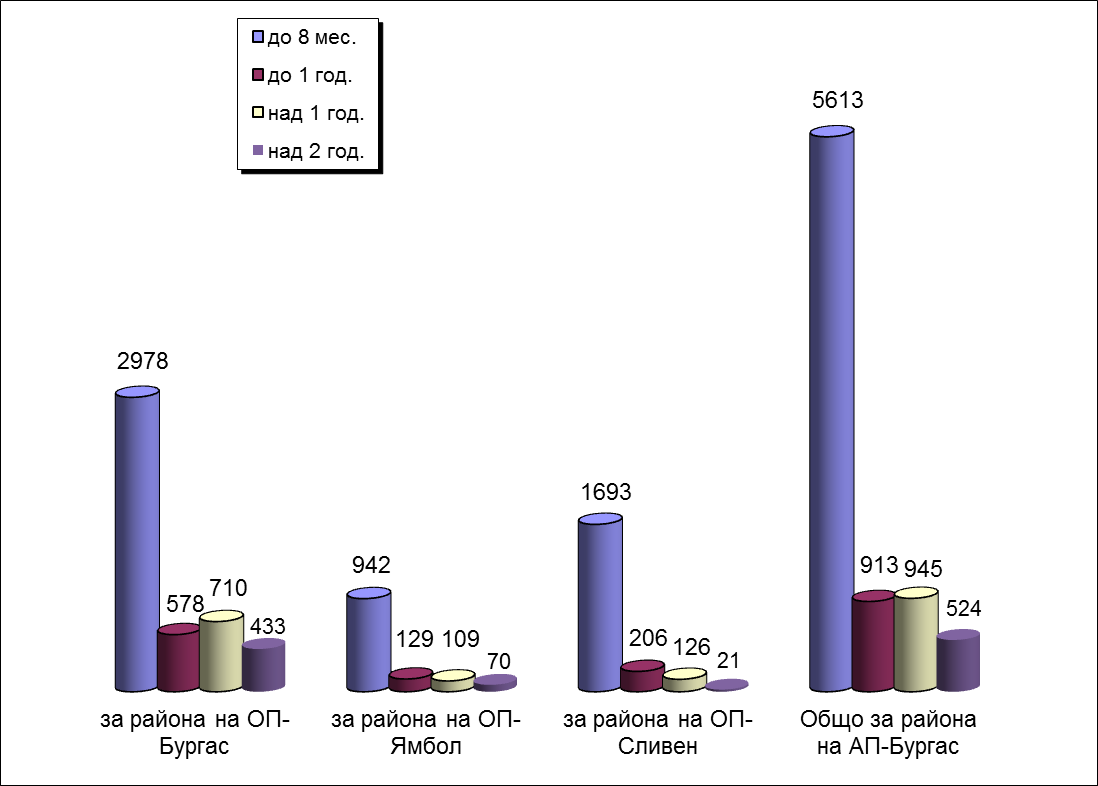 до 8 мес.
до 1 год.
над 1 год.
над 2 год.
5613
2978
1693
942
578
710
433
129
109
70
206
126
21
913
945
524
за района на ОП-
Бургас
за района на ОП-
Ямбол
за района на ОП-
Сливен
Общо за района
на АП-Бургас